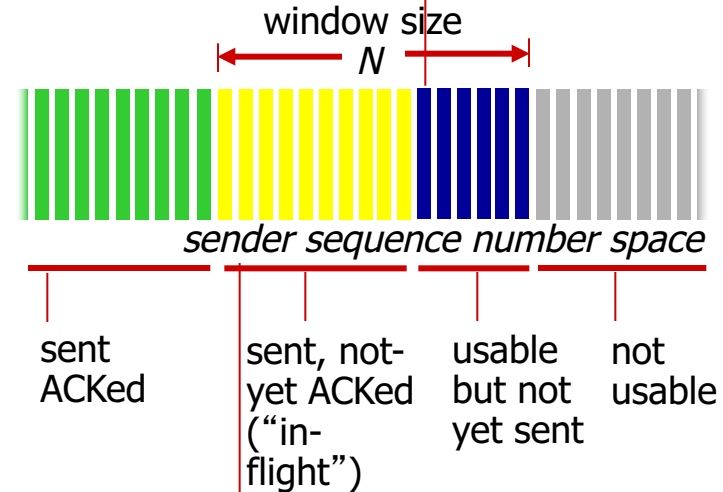 window size
N
sender sequence number space
sent
ACKed
sent, not-
yet ACKed
(“in-
flight”)
usable
but not
yet sent
not
usable